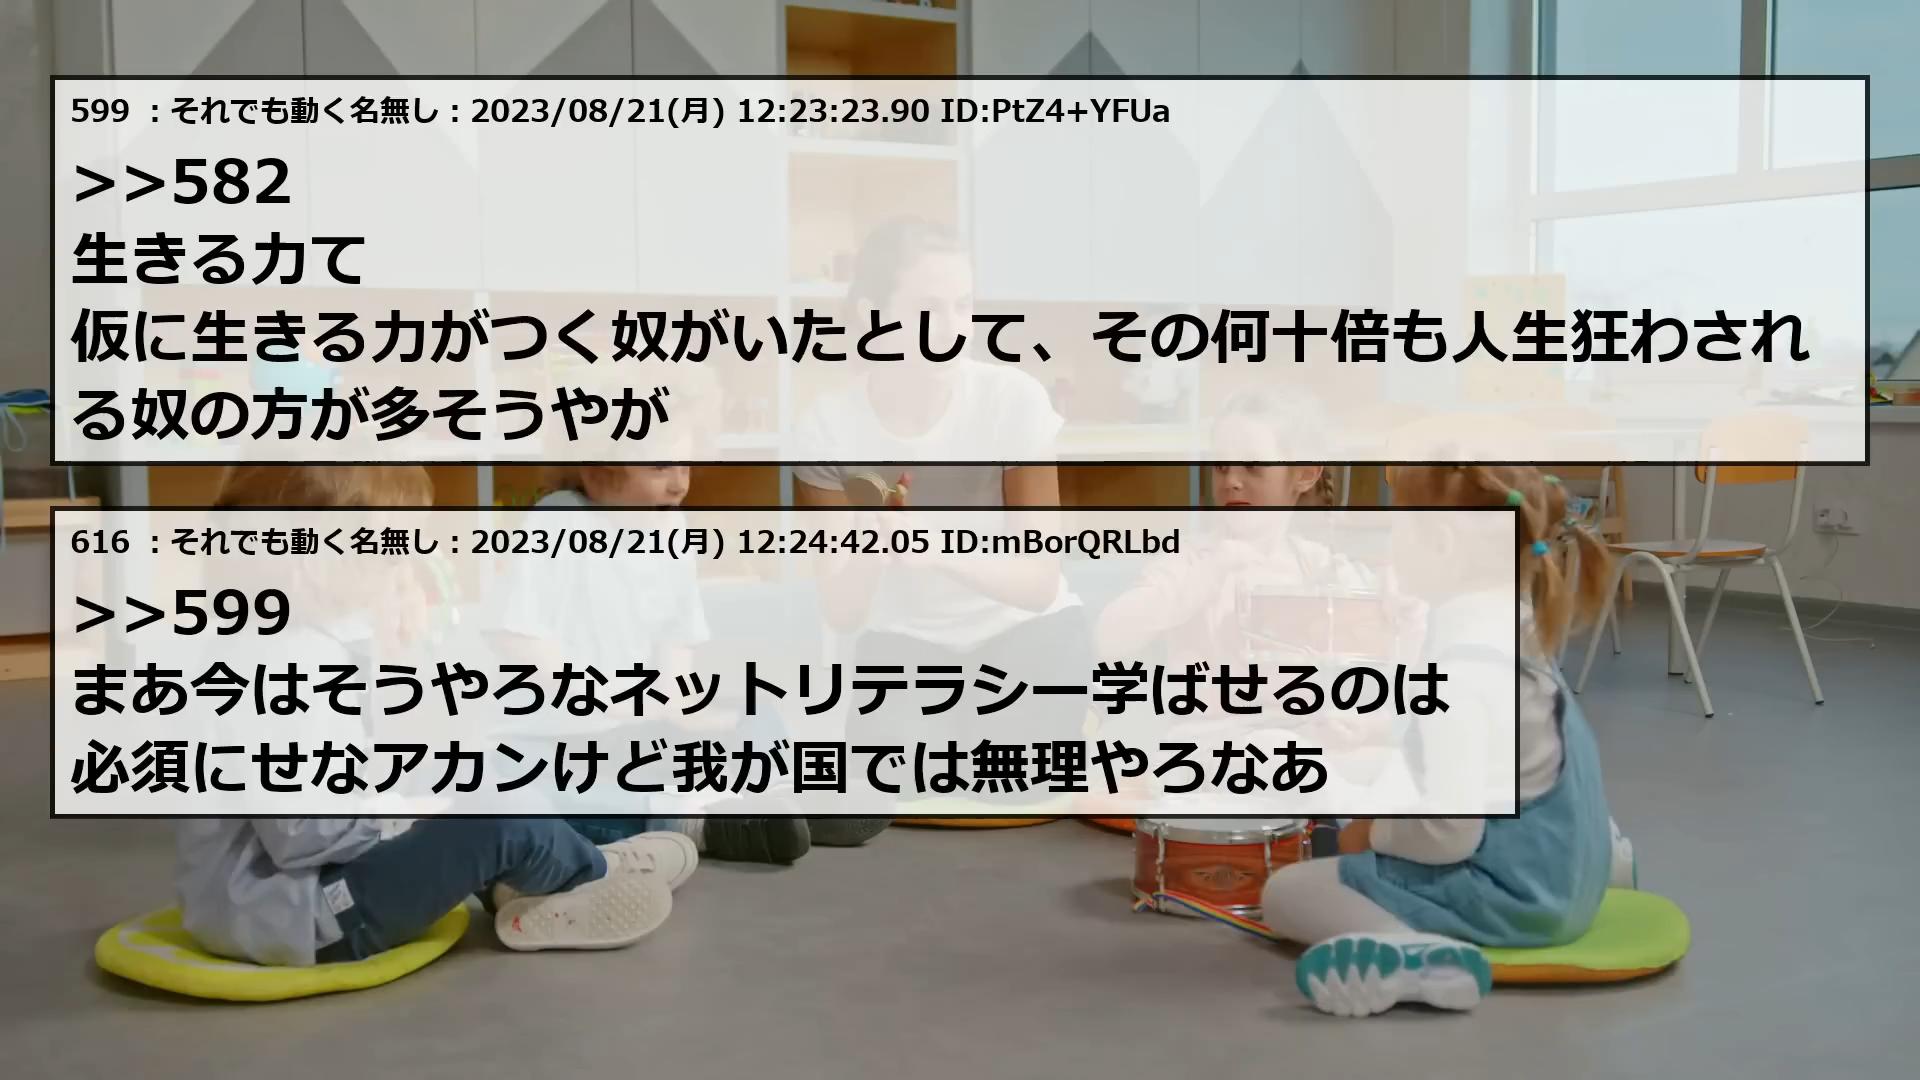 599 ：それでも動く名無し：2023/08/21(月) 12:23:23.90 ID:PtZ4+YFUa
>>582
生きる力て
仮に生きる力がつく奴がいたとして、その何十倍も人生狂わされ
る奴の方が多そうやが
616 ：それでも動く名無し：2023/08/21(月) 12:24:42.05 ID:mBorQRLbd
>>599
まあ今はそうやろなネットリテラシー学ばせるのは
必須にせなアカンけど我が国では無理やろなあ